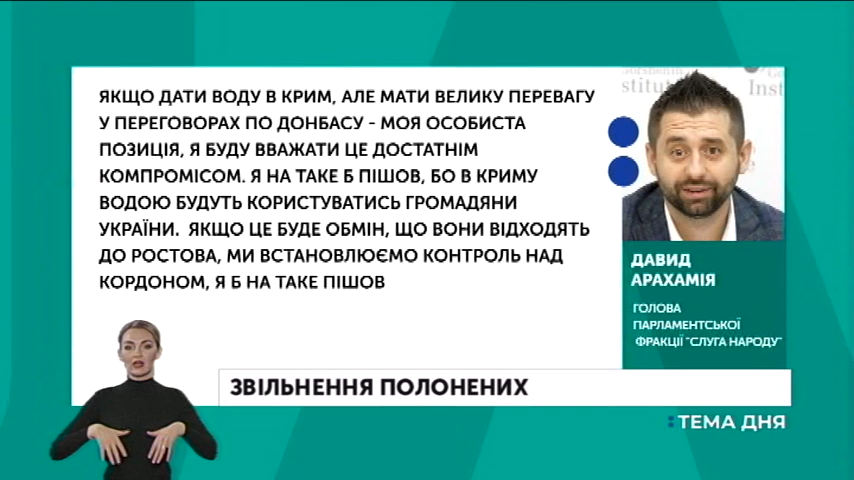 ЯКЩО ДАТИ ВОДУ В КРИМ, АЛЕ МАТИ ВЕЛИКУ ПЕРЕВАГУ
У ПЕРЕГОВОРАХ ПО ДОНБАСУ - МОЯ ОСОБИСТА
ПОЗИЦІЯ, Я БУДУ ВВАЖАТИ ЦЕ ДОСТАТНІМ
КОМПРОМІСОМ. Я НА ТАКЕ Б ПІШОВ, БО В КРИМУ
ВОДОЮ БУДУТЬ КОРИСТУВАТИСЬ ГРОМАДЯНИ
УКРАЇНИ. ЯКЩО ЦЕ БУДЕ ОБМІН, ЩО ВОНИ ВІДХОДЯТЬ
ДО РОСТОВА, МИ ВСТАНОВЛЮЄМО КОНТРОЛЬ НАД
КОРДОНОМ, Я Б НА ТАКЕ ПІШОВ
ДАВИД
АРАХАМІЯ
ГОЛОВА
ПАРЛАМЕНТСЬКОЇ
ФРАКЦІЇ "СЛУГА НАРОДУ"
ЗВІЛЬНЕННЯ ПОЛОНЕНИХ
:ТЕМА ДНЯ